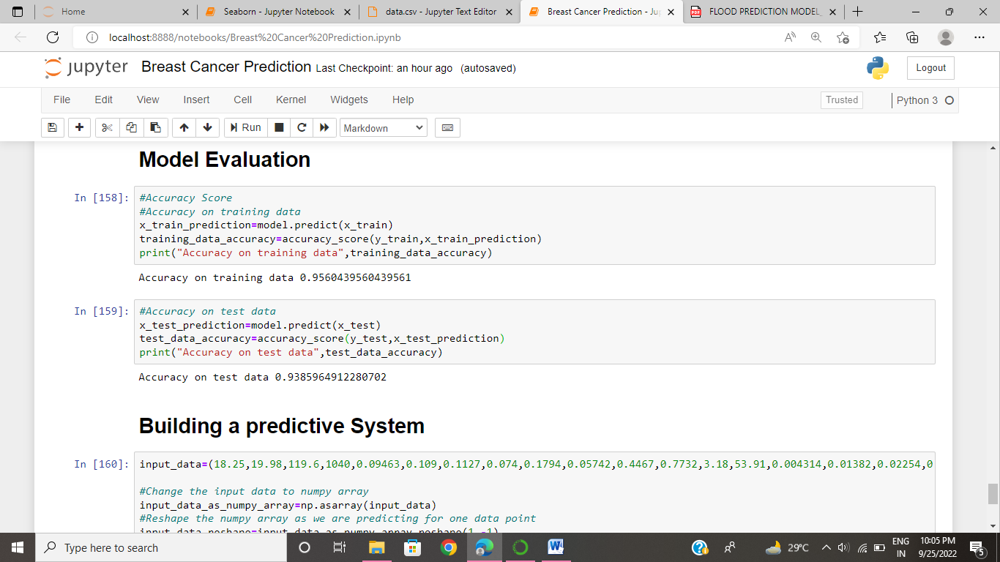 Home
Seaborn - Jupyter Notebook
data.csv - Jupyter Text Editor
Breast Cancer Prediction - Ju
FLOOD PREDICTION MODEL_
localhost:8888/notebooks/Breast%20Cancer%20Prediction.ipynb
jupyter Breast Cancer Prediction Last Checkpoint: an hour ago (autosaved)
Logout
File Edit View Insert Cell Kernel Widgets Help
Trusted
Python 3
Run
Markdown
Model Evaluation
In [158]:
#Accuracy Score
#Accuracy on training data
x_train_prediction=model.predict(x_train)
training_data_accuracy=accuracy_score(y_train,x_train_prediction)
print("Accuracy on training data",training_data_accuracy)
Accuracy on training data 0.9560439560439561
In [159]:
#Accuracy on test data
x_test_prediction=model.predict(x_test)
test_data_accuracy=accuracy_score(y_test,x_test_prediction)
print("Accuracy on test data",test_data_accuracy)
Accuracy on test data 0.9385964912280702
Building a predictive System
In [160]:
input_data=(18.25,19.98,119.6,1040,0.09463,0.109,0.1127,0.074,0.1794,0.05742,0.4467,0.7732,3.18,53.91,0.004314,0.01382,0.02254,0
#Change the input data to numpy array
input_data_as_numpy_array=np.asarray(input_data)
#Reshape the numpy array as we are predicting for one data point
input_data_reshape=input_data_as_numpy_array.reshape(1,-1)
Type here to search
29°C
ENG
IN
10:05 PM
9/25/2022
5